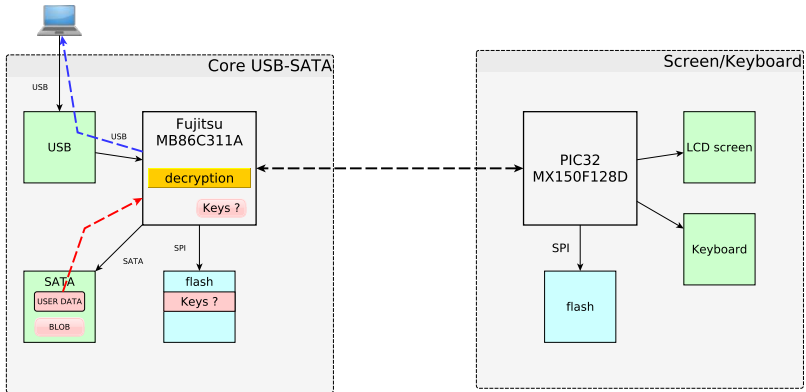 Core USB-SATA
Screen/Keyboard
USB
USB
USB
Fujitsu
MB86C311A
decryption
Keys ?
PIC32
MX150F128D
LCD screen
Keyboard
SATA
SPI
SPI
SATA
USER DATA
BLOB
flash
Keys ?
flash